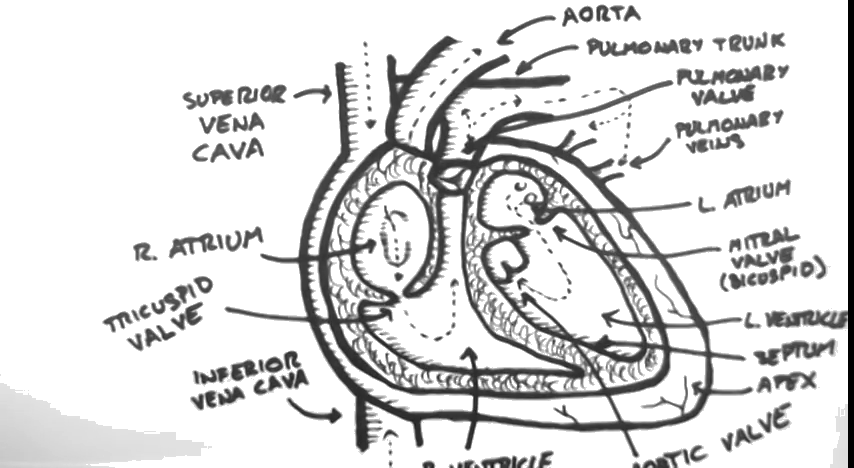 AORTA
PULMONARY TRUNK
PULMONARY
VALVE
SUPERIOR
VENA
CAVA
PULMONARY
VEINS
L. ATRIUM
R. ATRIUM
MITRAL
VALVE
(BICUSPID)
TRICUSPID
VALVE
L. VENTRICLE
SEPTUM
INFERIOR
VENA CAVA
APEX
AORTIC VALVE
R. VENTRICLE